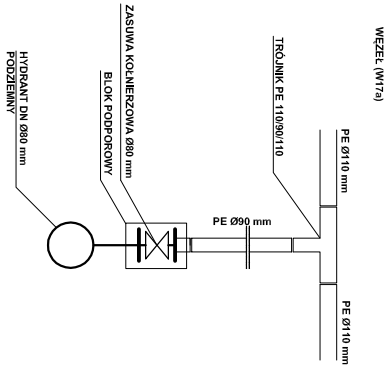 WĘZEŁ (W17a)
TRÓJNIK PE 110/90/110
PE Ø110 mm
PE Ø110 mm
PE Ø90 mm
ZASUWA KOŁNIERZOWA Ø80 mm
BLOK PODPOROWY
HYDRANT DN Ø80 mm
PODZIEMNY